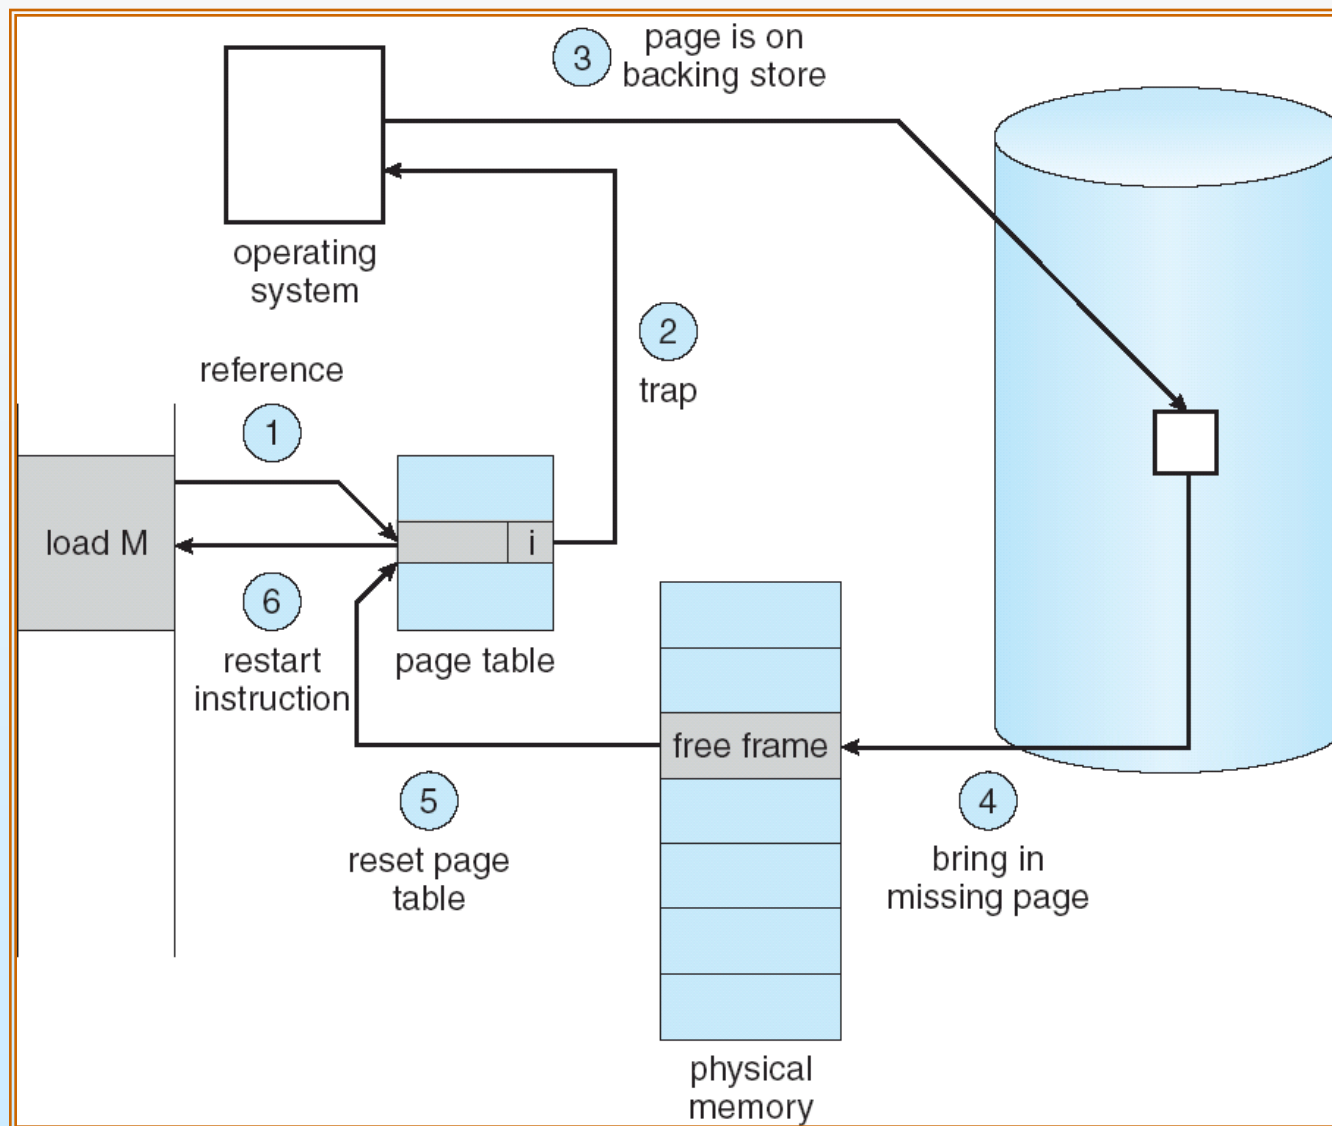 3
page is on
backing store
operating
system
2
trap
reference
1
load M
i
6
restart
instruction
page table
free frame
5
reset page
table
4
bring in
missing page
physical
memory